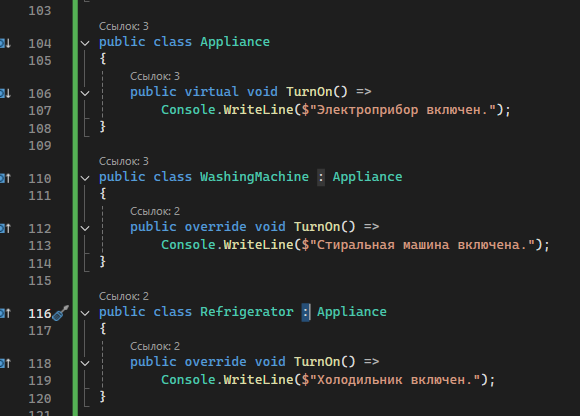 103
Ссылок: 3
104 public class Appliance
105 {
Ссылок: 3
106 public virtual void TurnOn() =>
107 Console.WriteLine($"Электроприбор включен.");
108 }
109
Ссылок: 3
110 public class WashingMachine : Appliance
111 {
Ссылок: 2
112 public override void TurnOn() =>
113 Console.WriteLine($"Стиральная машина включена.");
114 }
115
Ссылок: 2
116 public class Refrigerator : Appliance
117 {
Ссылок: 2
118 public override void TurnOn() =>
119 Console.WriteLine($"Холодильник включен.");
120 }
121